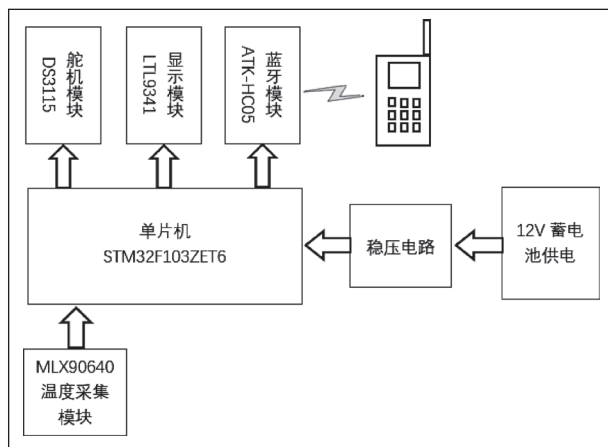 舵机模块
DS3115
显示模块
LTL9341
蓝牙模块
ATK-HC05
单片机
STM32F103ZET6
稳压电路
12V 蓄电
池供电
MLX90640
温度采集
模块